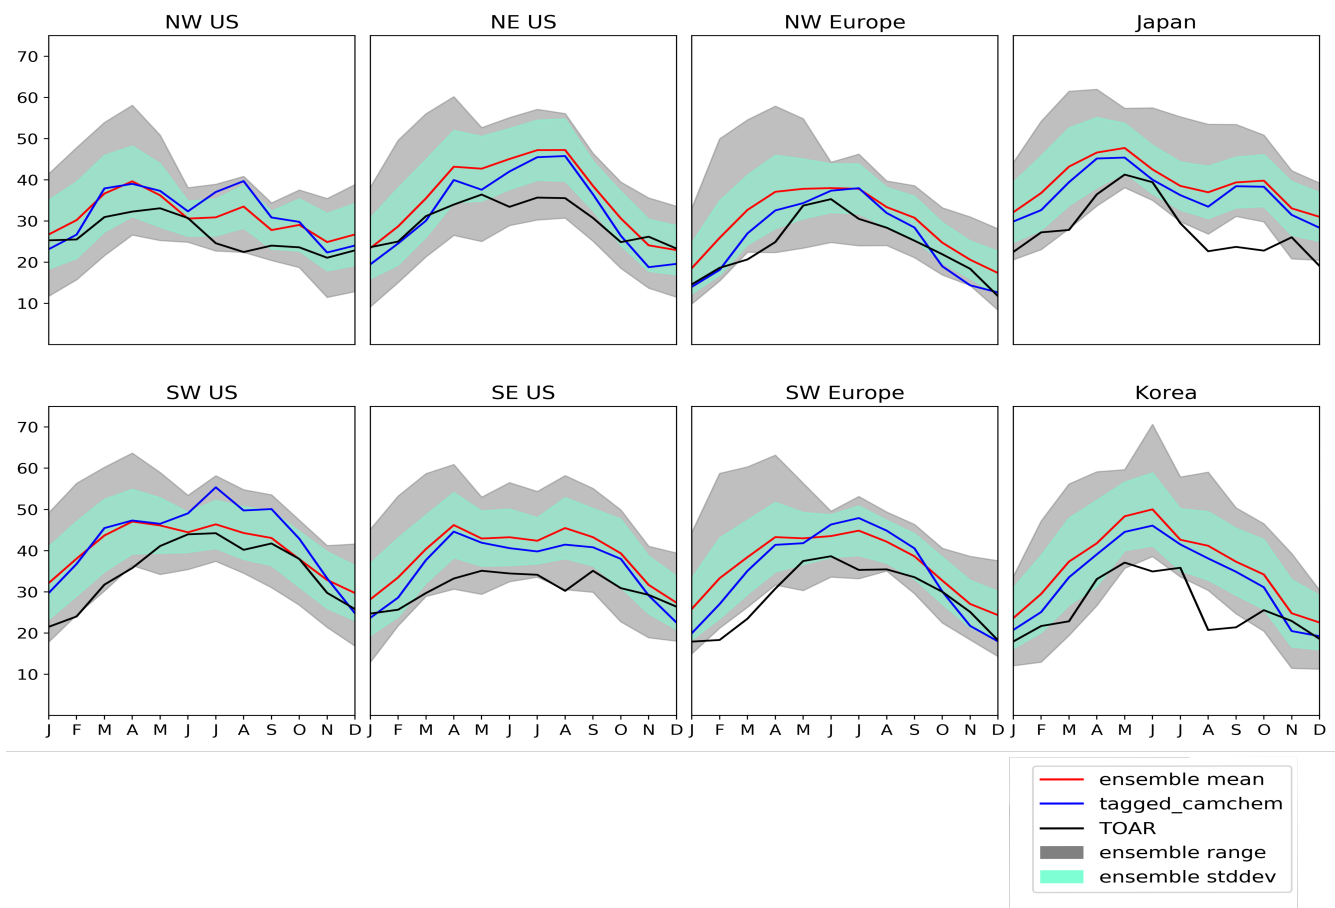 NW US NE US NW Europe Japan
70
60
50
40
30
20
10
SW US SE US SW Europe Korea
70
60
50
40
30
20
10
J F M A M J J A S O N D J F M A M J J A S O N D J F M A M J J A S O N D J F M A M J J A S O N D
ensemble mean
tagged_camchem
TOAR
ensemble range
ensemble stddev